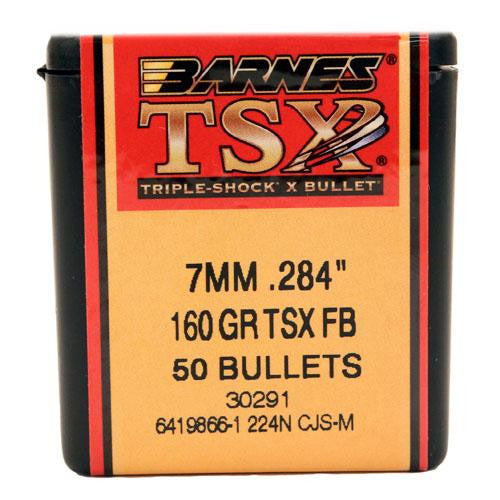 BARNES®
TSX®
TRIPLE-SHOCK® X BULLET®
7MM .284"
160 GR TSX FB
50 BULLETS
30291
6419866-1 224N CJS-M